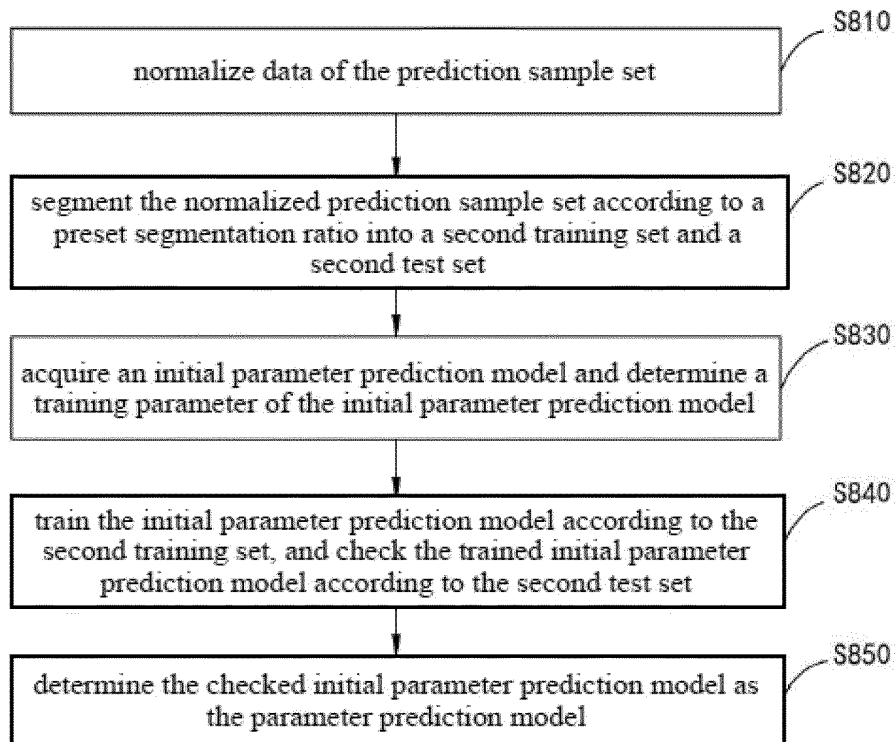 S810
normalize data of the prediction sample set
S820
segment the normalized prediction sample set according to a
preset segmentation ratio into a second training set and a
second test set
S830
acquire an initial parameter prediction model and determine a
training parameter of the initial parameter prediction model
S840
train the initial parameter prediction model according to the
second training set, and check the trained initial parameter
prediction model according to the second test set
S850
determine the checked initial parameter prediction model as
the parameter prediction model